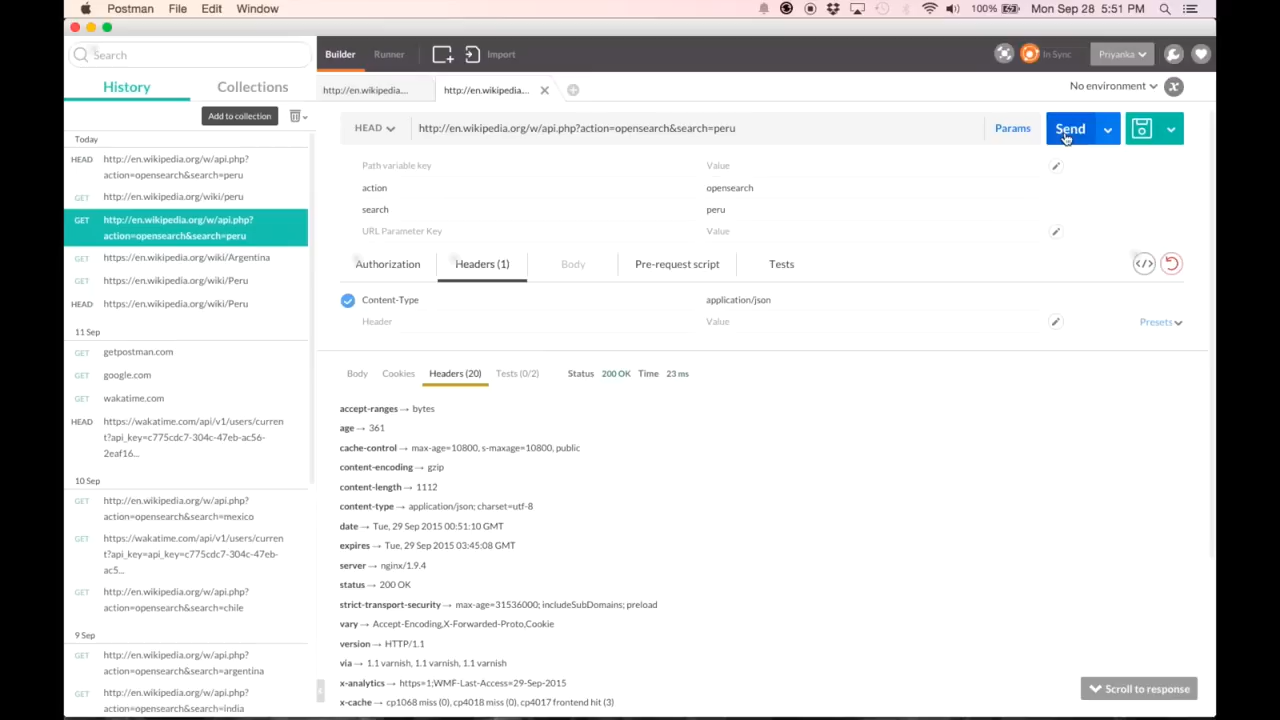 Postman File Edit Window 100% Mon Sep 28 5:51 PM
Search
Builder Runner Import In Sync Priyanka
History Collections
http://en.wikipedia.... http://en.wikipedia.... No environment
Add to collection
Today
HEAD http://en.wikipedia.org/w/api.php?
action=opensearch&search=peru
GET http://en.wikipedia.org/wiki/peru
GET http://en.wikipedia.org/w/api.php?
action=opensearch&search=peru
GET https://en.wikipedia.org/wiki/Argentina
GET https://en.wikipedia.org/wiki/Peru
HEAD https://en.wikipedia.org/wiki/Peru
11 Sep
GET getpostman.com
GET google.com
GET wakatime.com
HEAD https://wakatime.com/api/v1/users/curren
t?api_key=c775cdc7-304c-47eb-ac56-
2eaf16...
10 Sep
GET http://en.wikipedia.org/w/api.php?
action=opensearch&search=mexico
GET https://wakatime.com/api/v1/users/curren
t?api_key=api_key=c775cdc7-304c-47eb-
ac5...
GET http://en.wikipedia.org/w/api.php?
action=opensearch&search=chile
9 Sep
GET http://en.wikipedia.org/w/api.php?
action=opensearch&search=argentina
GET http://en.wikipedia.org/w/api.php?
action=opensearch&search=india
HEAD http://en.wikipedia.org/w/api.php?action=opensearch&search=peru Params Send
Path variable key Value
action opensearch
search peru
URL Parameter Key Value
Authorization Headers (1) Body Pre-request script Tests
Content-Type application/json
Header Value Presets
Body Cookies Headers (20) Tests (0/2) Status 200 OK Time 23 ms
accept-ranges → bytes
age → 361
cache-control → max-age=10800, s-maxage=10800, public
content-encoding → gzip
content-length → 1112
content-type → application/json; charset=utf-8
date → Tue, 29 Sep 2015 00:51:10 GMT
expires → Tue, 29 Sep 2015 03:45:08 GMT
server → nginx/1.9.4
status → 200 OK
strict-transport-security → max-age=31536000; includeSubDomains; preload
vary → Accept-Encoding,X-Forwarded-Proto,Cookie
version → HTTP/1.1
via → 1.1 varnish, 1.1 varnish, 1.1 varnish
x-analytics → https=1;WMF-Last-Access=29-Sep-2015
x-cache → cp1068 miss (0), cp4018 miss (0), cp4017 frontend hit (3)
Scroll to response